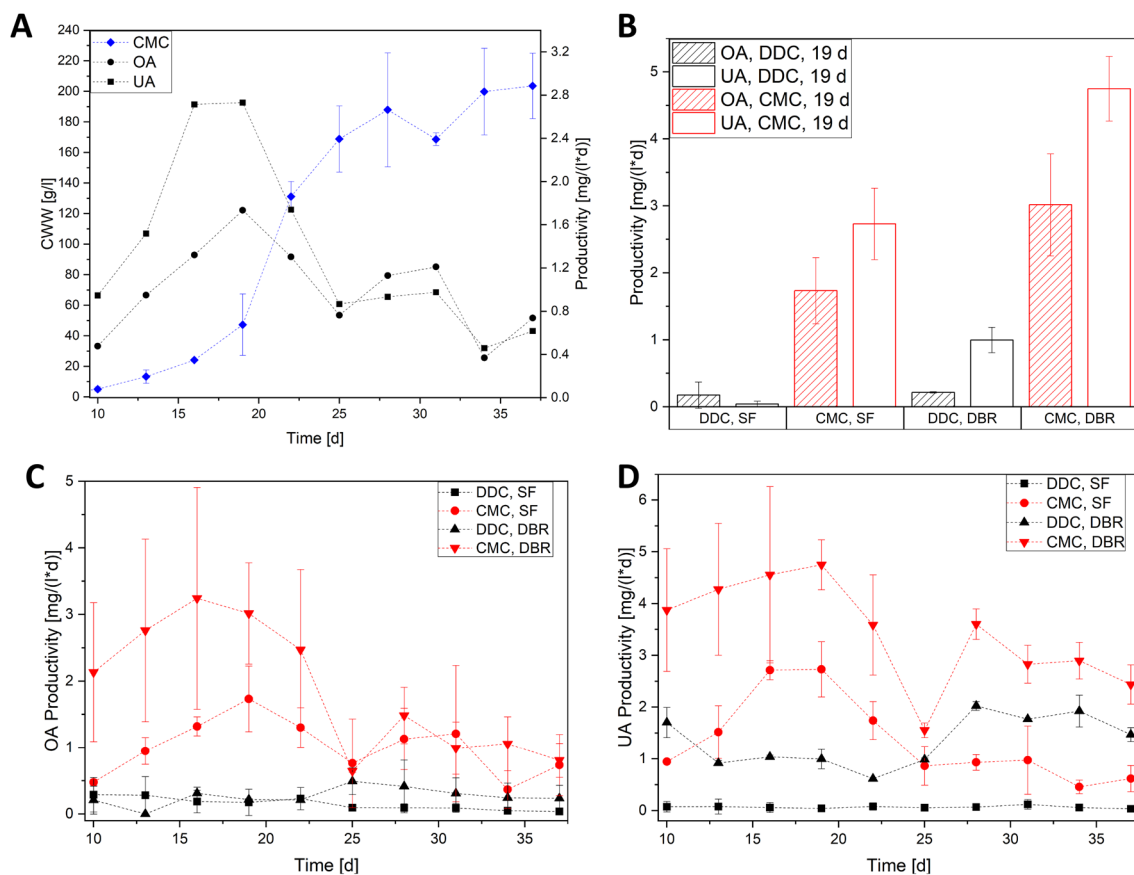 A
CMC
OA
UA
240
220
200
180
160
140
120
100
80
60
40
20
0
CWW [g/l]
3.2
2.8
2.4
2.0
1.6
1.2
0.8
0.4
0.0
Productivity [mg/(l*d)]
10 15 20 25 30 35
Time [d]
B
OA, DDC, 19 d
UA, DDC, 19 d
OA, CMC, 19 d
UA, CMC, 19 d
5
4
3
2
1
0
Productivity [mg/(l*d)]
DDC, SF CMC, SF DDC, DBR CMC, DBR
C
DDC, SF
CMC, SF
DDC, DBR
CMC, DBR
5
4
3
2
1
0
OA Productivity [mg/(l*d)]
10 15 20 25 30 35
Time [d]
D
DDC, SF
CMC, SF
DDC, DBR
CMC, DBR
6
5
4
3
2
1
0
UA Productivity [mg/(l*d)]
10 15 20 25 30 35
Time [d]